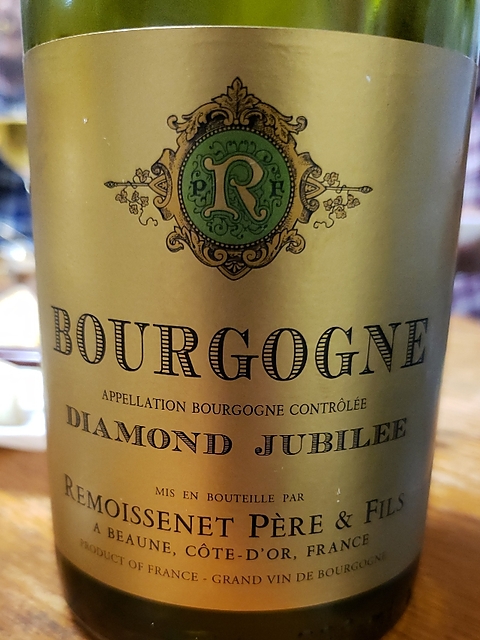 P R F
BOURGOGNE
APPELLATION BOURGOGNE CONTRÔLÉE
DIAMOND JUBILEE
MIS EN BOUTEILLE PAR
REMOISSENET PÈRE & FILS
A BEAUNE, CÔTE-D'OR, FRANCE
PRODUCT OF FRANCE - GRAND VIN DE BOURGOGNE